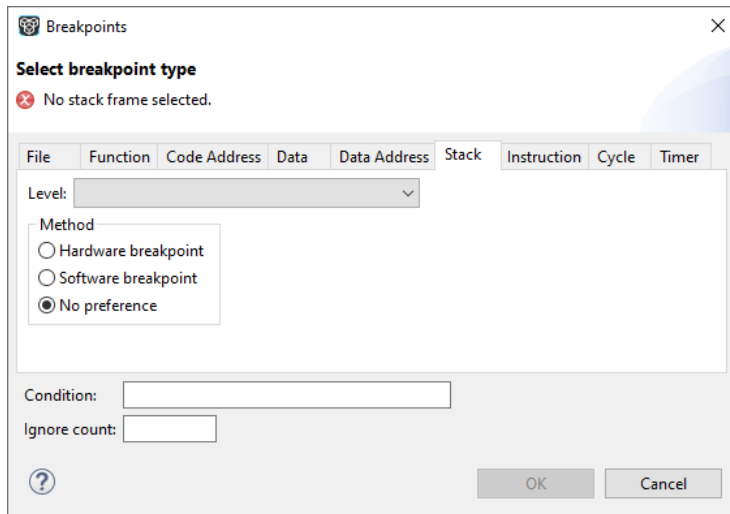 Breakpoints
Select breakpoint type
No stack frame selected.
File Function Code Address Data Data Address Stack Instruction Cycle Timer
Level:
Method
Hardware breakpoint
Software breakpoint
No preference
Condition:
Ignore count:
?
OK Cancel